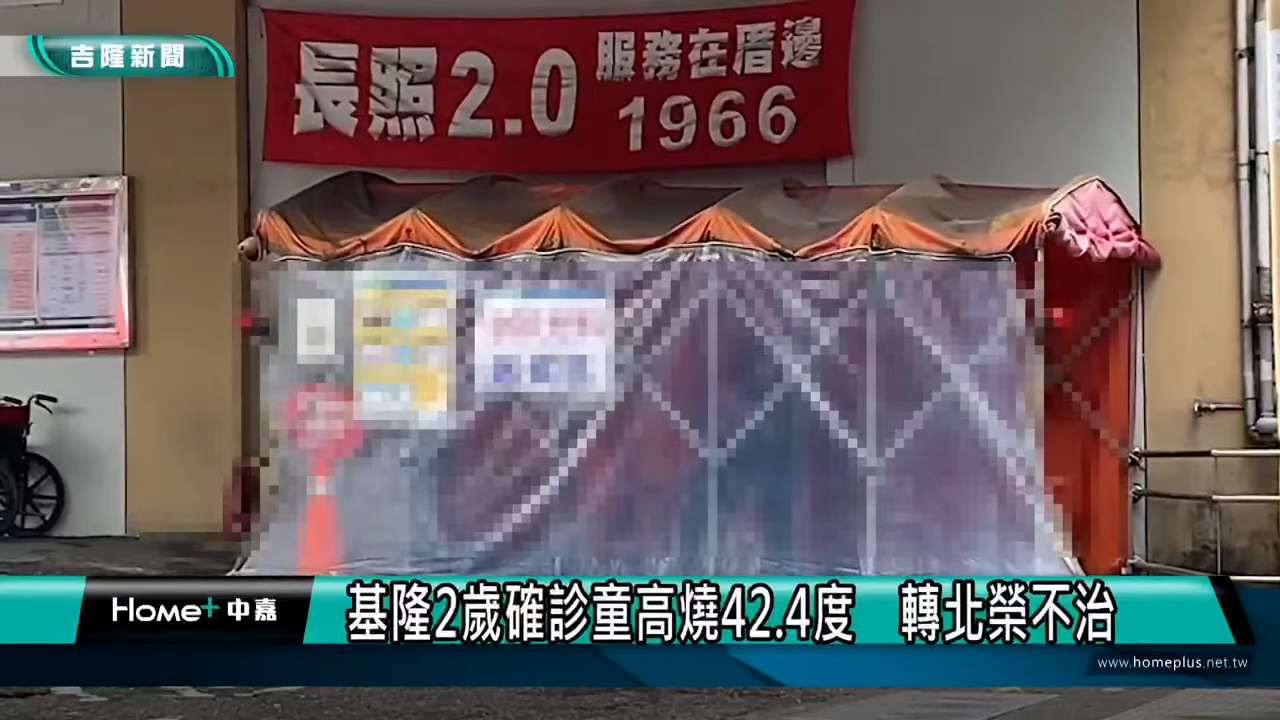 吉隆新聞
長照2.0 服務在厝邊
1966
Home+中嘉
基隆2歲確診童高燒42.4度 轉北榮不治
www.homeplus.net.tw